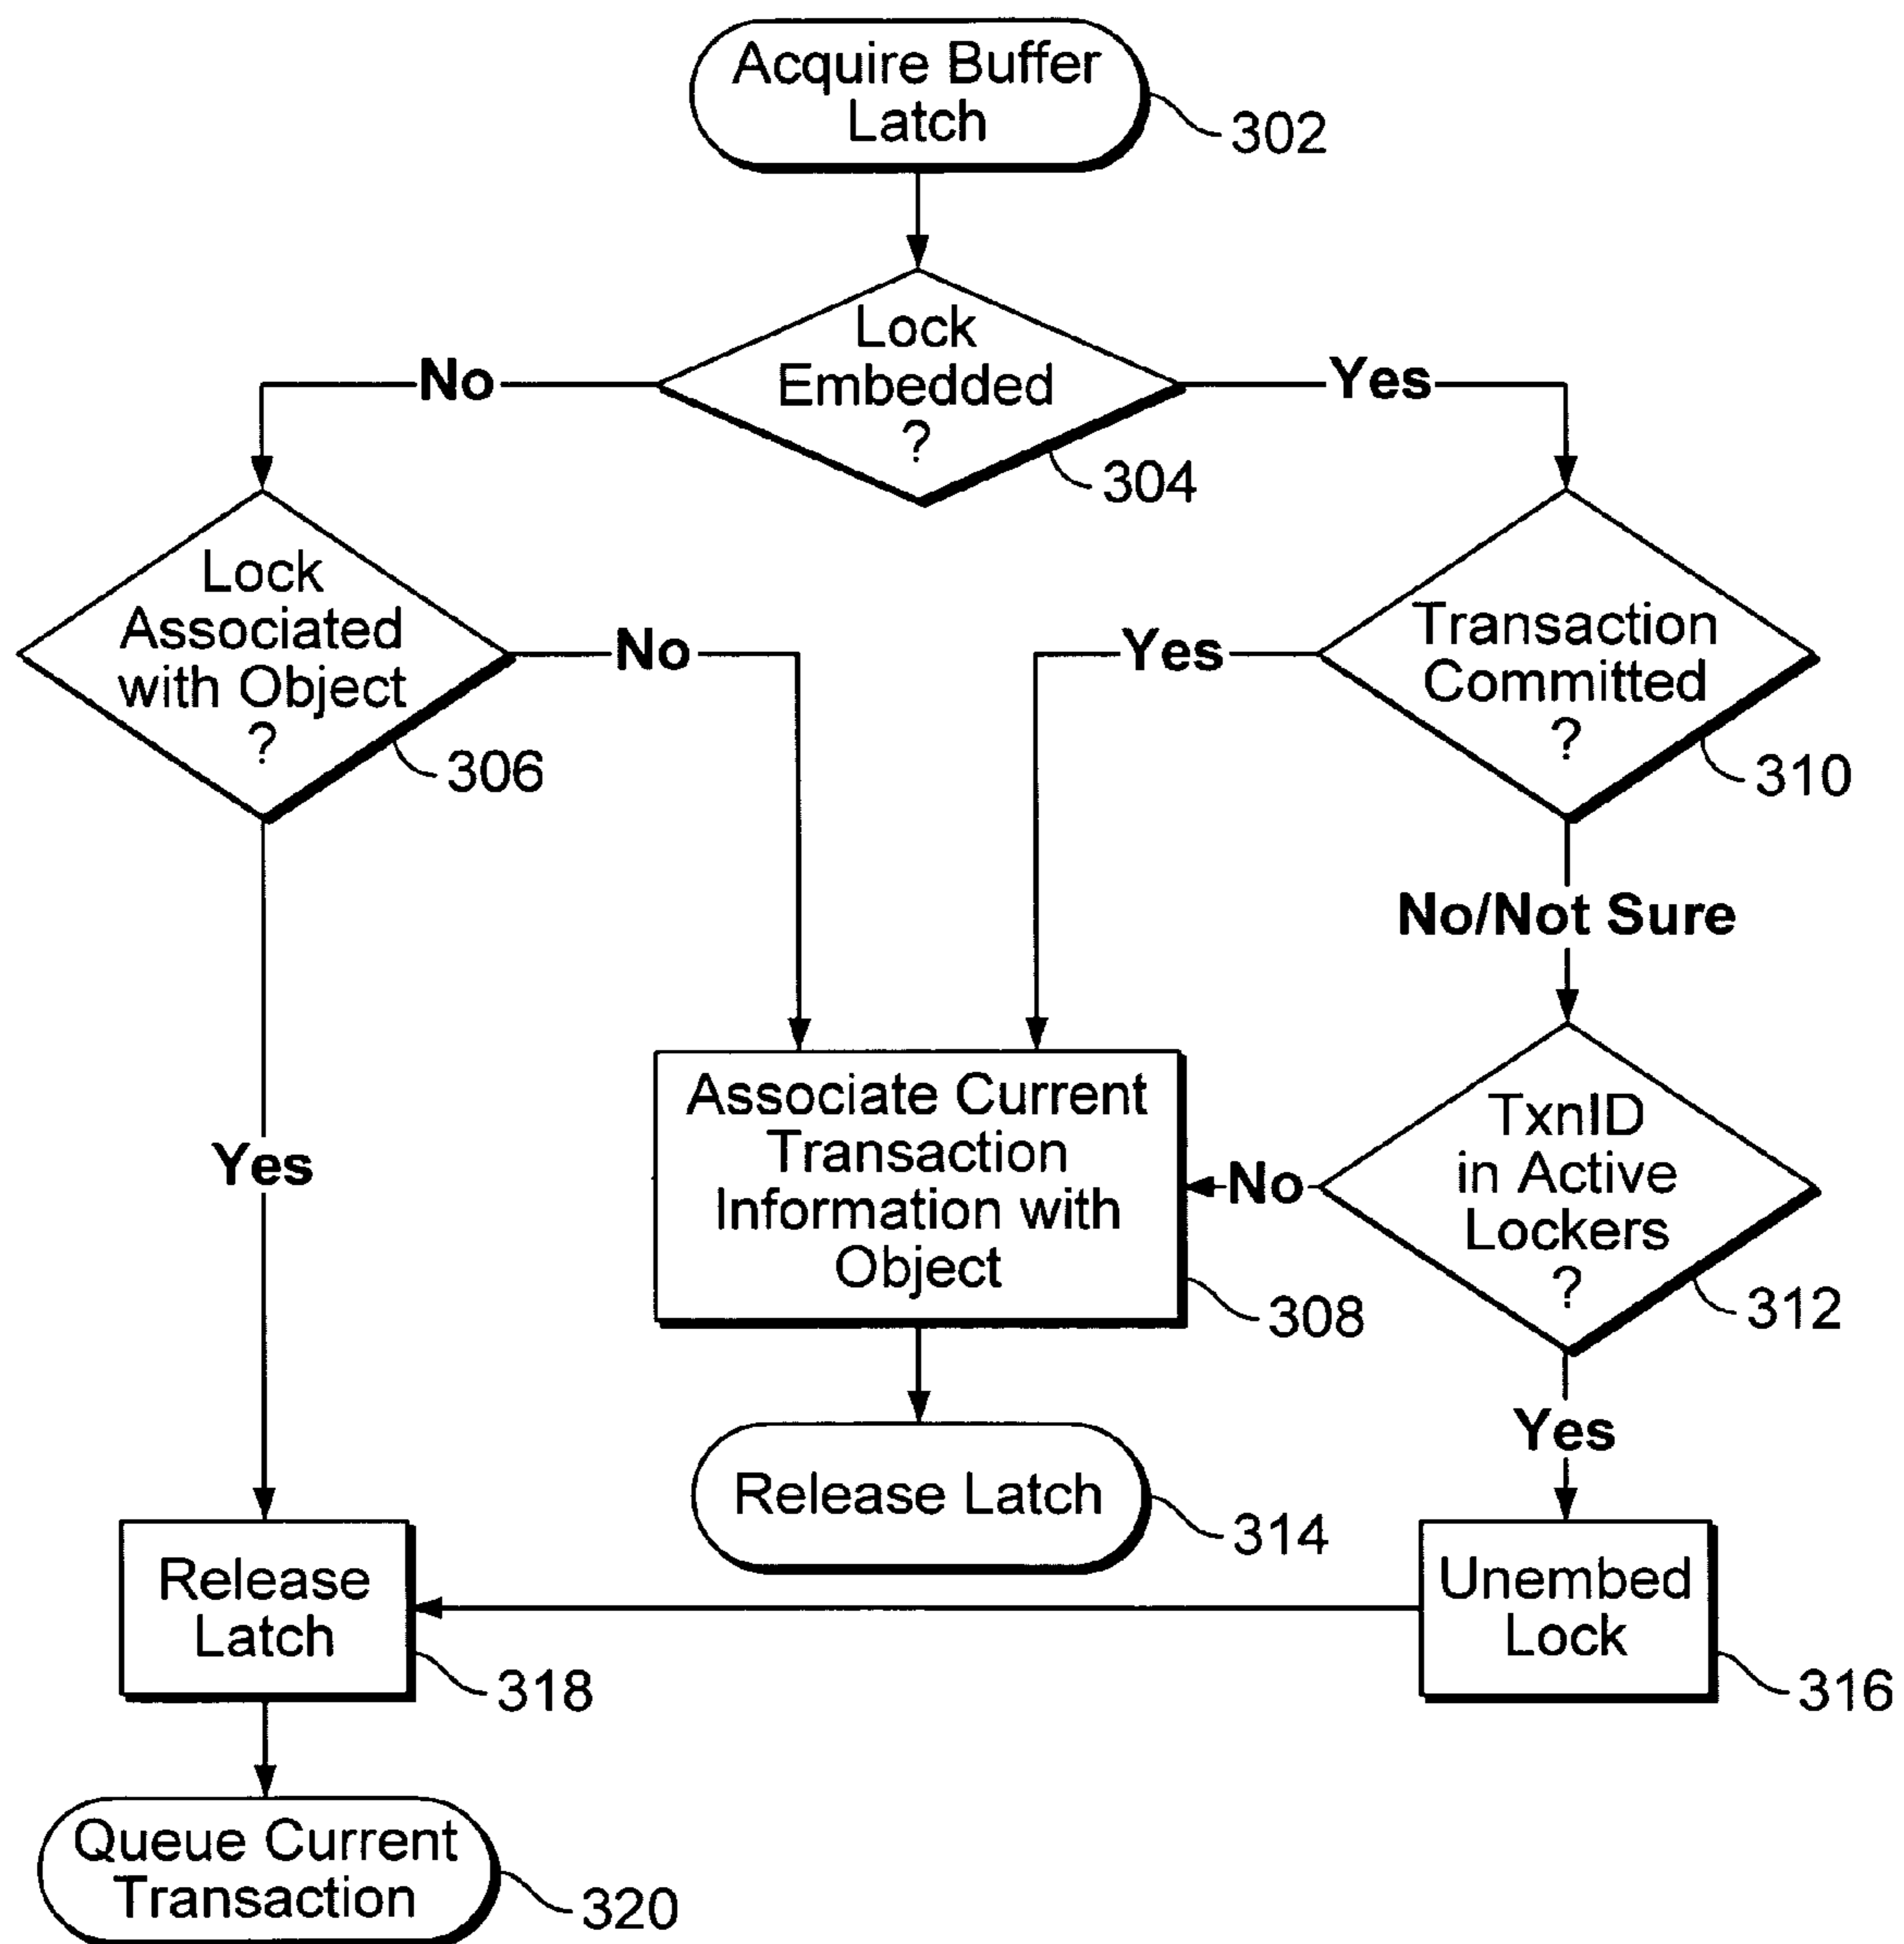 Acquire Buffer
Latch
302
Lock
Embedded
?
304
No
Yes
Lock
Associated
with Object
?
306
No
Yes
Transaction
Committed
?
310
No/Not Sure
Yes
Associate Current
Transaction
Information with
Object
308
No
TxnID
in Active
Lockers
?
312
Yes
Release Latch
314
Release
Latch
318
Unembed
Lock
316
Queue Current
Transaction
320